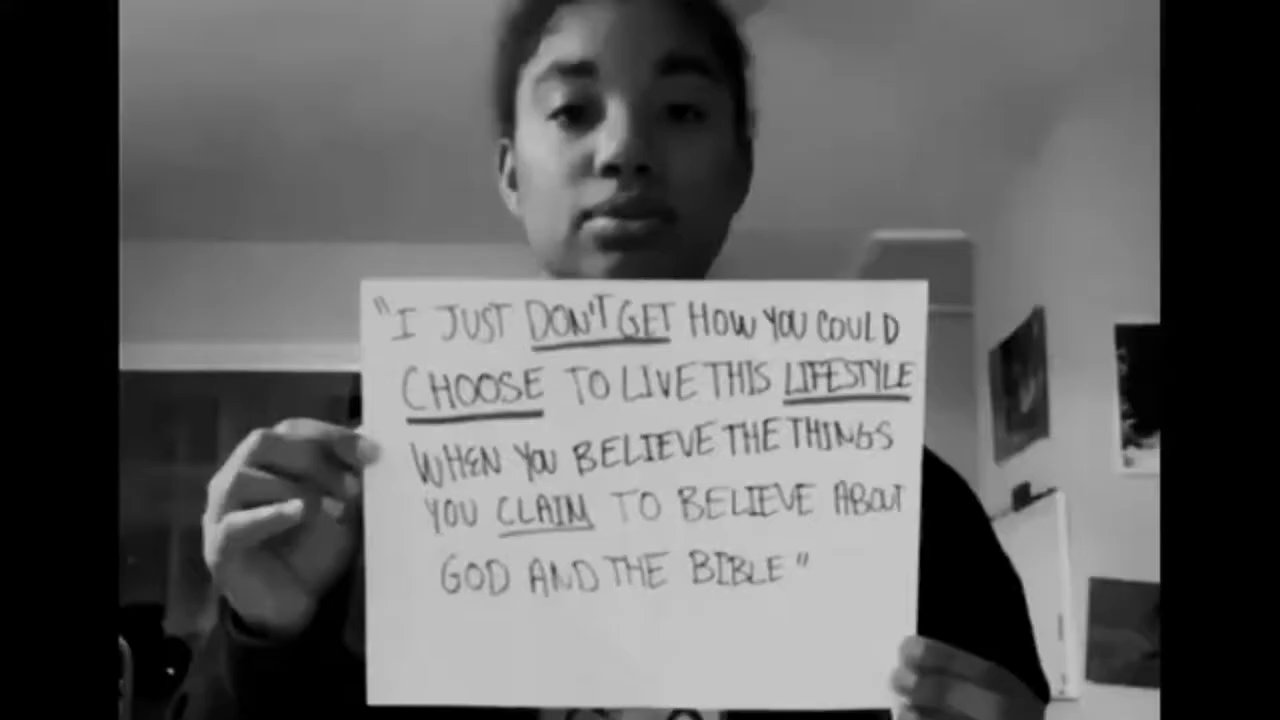 "I JUST DON'T GET HOW YOU COULD
CHOOSE TO LIVE THIS LIFESTYLE
WHEN YOU BELIEVE THE THINGS
YOU CLAIM TO BELIEVE ABOUT
GOD AND THE BIBLE"